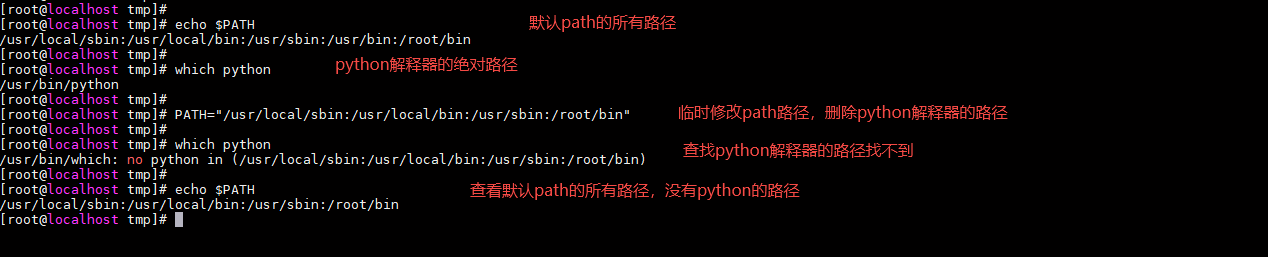 [root@localhost tmp]#
[root@localhost tmp]# echo $PATH 默认path的所有路径
/usr/local/sbin:/usr/local/bin:/usr/sbin:/usr/bin:/root/bin
[root@localhost tmp]#
[root@localhost tmp]# which python python解释器的绝对路径
/usr/bin/python
[root@localhost tmp]#
[root@localhost tmp]# PATH="/usr/local/sbin:/usr/local/bin:/usr/sbin:/root/bin" 临时修改path路径，删除python解释器的路径
[root@localhost tmp]#
[root@localhost tmp]# which python
/usr/bin/which: no python in (/usr/local/sbin:/usr/local/bin:/usr/sbin:/root/bin) 查找python解释器的路径找不到
[root@localhost tmp]#
[root@localhost tmp]# echo $PATH 查看默认path的所有路径，没有python的路径
/usr/local/sbin:/usr/local/bin:/usr/sbin:/root/bin
[root@localhost tmp]#